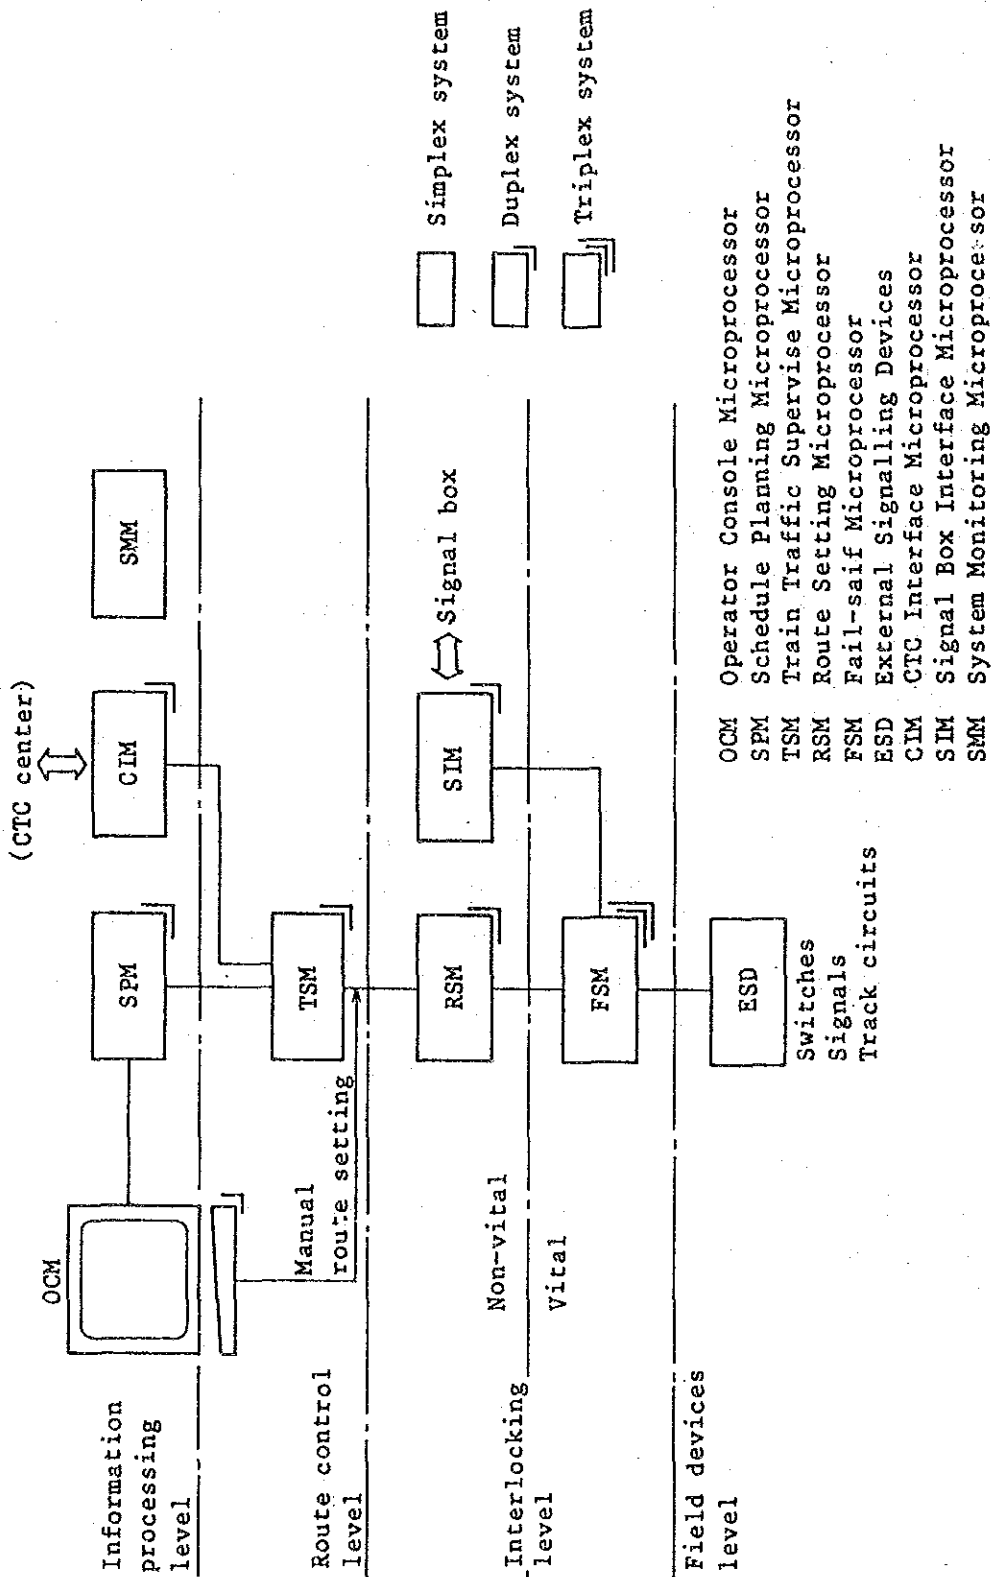 (CTC center)
OCM
SPM
CIM
SMM
Information
processing
level
TSM
Manual
route setting
Route control
level
RSM
SIM
Signal box
Non-vital
Interlocking
level
Vital
FSM
Field devices
level
ESD
Switches
Signals
Track circuits
Simplex system
Duplex system
Triplex system
OCM Operator Console Microprocessor
SPM Schedule Planning Microprocessor
TSM Train Traffic Supervise Microprocessor
RSM Route Setting Microprocessor
FSM Fail-saif Microprocessor
ESD External Signalling Devices
CIM CTC Interface Microprocessor
SIM Signal Box Interface Microprocessor
SMM System Monitoring Microprocessor